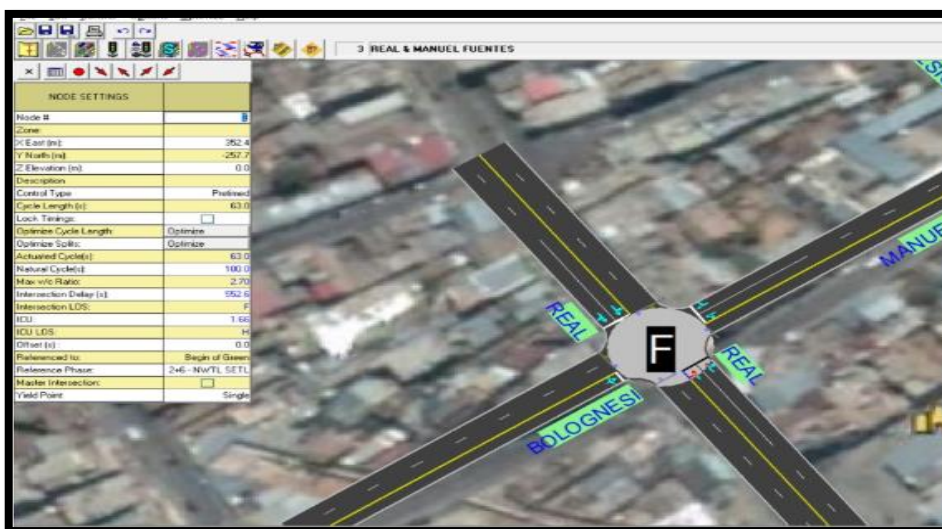 3 REAL & MANUEL FUENTES
NODE SETTINGS
Node #
Zone:
X East (m): 352.4
Y North (m): -257.7
Z Elevation (m): 0.0
Description
Control Type Pretimed
Cycle Length (s): 63.0
Lock Timings:
Optimize Cycle Length: Optimize
Optimize Splits: Optimize
Actuated Cycle(s): 63.0
Natural Cycle(s): 100.0
Max v/c Ratio: 2.70
Intersection Delay (s): 552.6
Intersection LOS: F
ICU: 1.66
ICU LOS: H
Offset (s): 0.0
Referenced to: Begin of Green
Reference Phase: 2+6 - NWTL SETL
Master Intersection:
Yield Point: Single
MANUE
REAL
F
REAL
BOLOGNESI